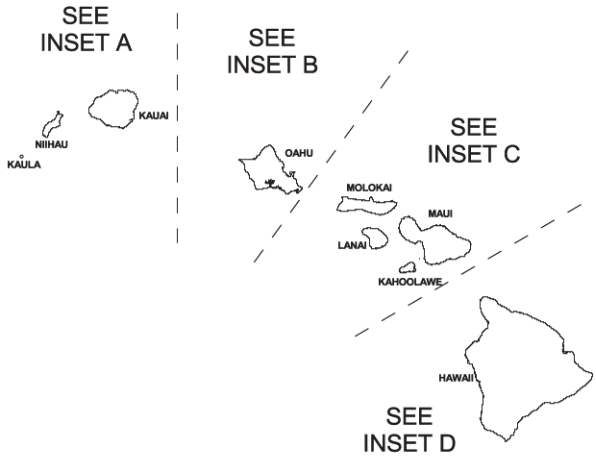 SEE
INSET A
KAUAI
NIIHAU
KAULA
SEE
INSET B
OAHU
SEE
INSET C
MOLOKAI
MAUI
LANAI
KAHOOLAWE
HAWAII
SEE
INSET D